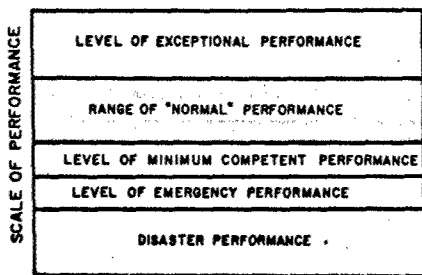 SCALE OF PERFORMANCE
LEVEL OF EXCEPTIONAL PERFORMANCE
RANGE OF "NORMAL" PERFORMANCE
LEVEL OF MINIMUM COMPETENT PERFORMANCE
LEVEL OF EMERGENCY PERFORMANCE
DISASTER PERFORMANCE